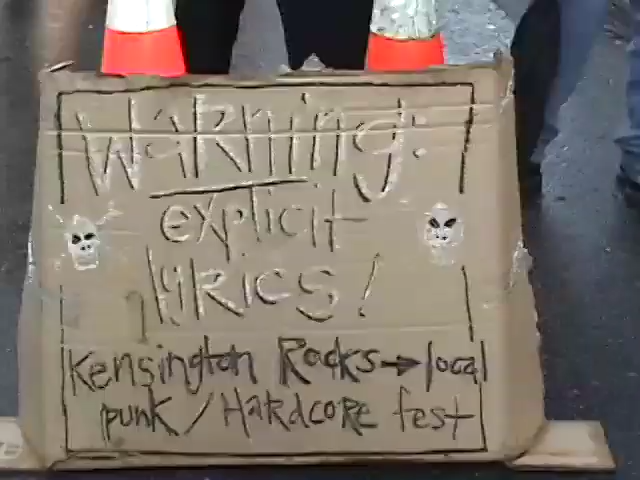 Warning:
explicit
lyrics!
Kensington Rocks → local
punk / Hardcore fest